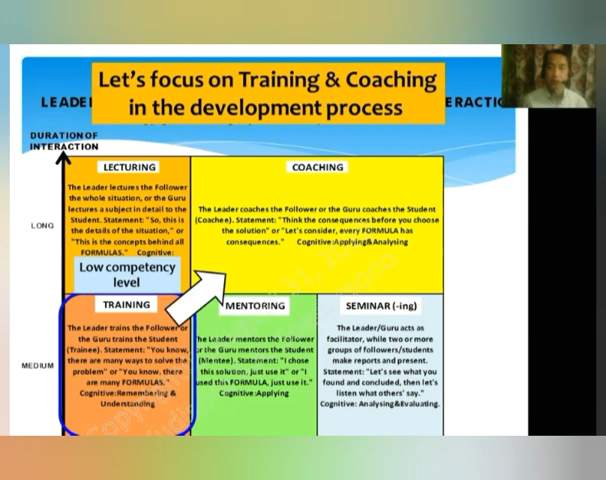 Let's focus on Training & Coaching
in the development process
LEADE
ERACTIO
DURATION OF
INTERACTION
LONG
MEDIUM
LECTURING
The Leader lectures the Follower
the whole situation, or the Guru
lectures a subject in detail to the
Student. Statement: "So, this is
the details of the situation," or
"This is the concepts behind all
FORMULAS." Cognitive:
Low competency
level
COACHING
The Leader coaches the Follower or the Guru coaches the Student
(Coachee). Statement: "Think the consequences before you choose
the solution" or "Let's consider, every FORMULA has
consequences." Cognitive:Applying&Analysing
TRAINING
The Leader trains the Follower or
the Guru trains the Student
(Trainee). Statement: "You know,
there are many ways to solve the
problem" or "You know, there
are many FORMULAS."
Cognitive:Remembering &
Understanding
MENTORING
The Leader mentors the Follower
or the Guru mentors the Student
(Mentee). Statement: "I chose
this solution, just use it" or "I
used this FORMULA, just use it."
Cognitive:Applying
SEMINAR (-ing)
The Leader/Guru acts as
facilitator, while two or more
groups of followers/students
make reports and present.
Statement: "Let's see what you
found and concluded, then let's
listen what others' say."
Cognitive: Analysing&Evaluating.